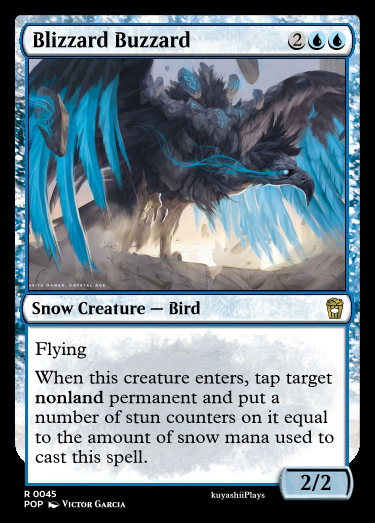 Blizzard Buzzard 2
Snow Creature — Bird
Flying
When this creature enters, tap target
nonland permanent and put a
number of stun counters on it equal
to the amount of snow mana used to
cast this spell.
2/2
R 0045
POP Victor Garcia
kuyashiiPlays